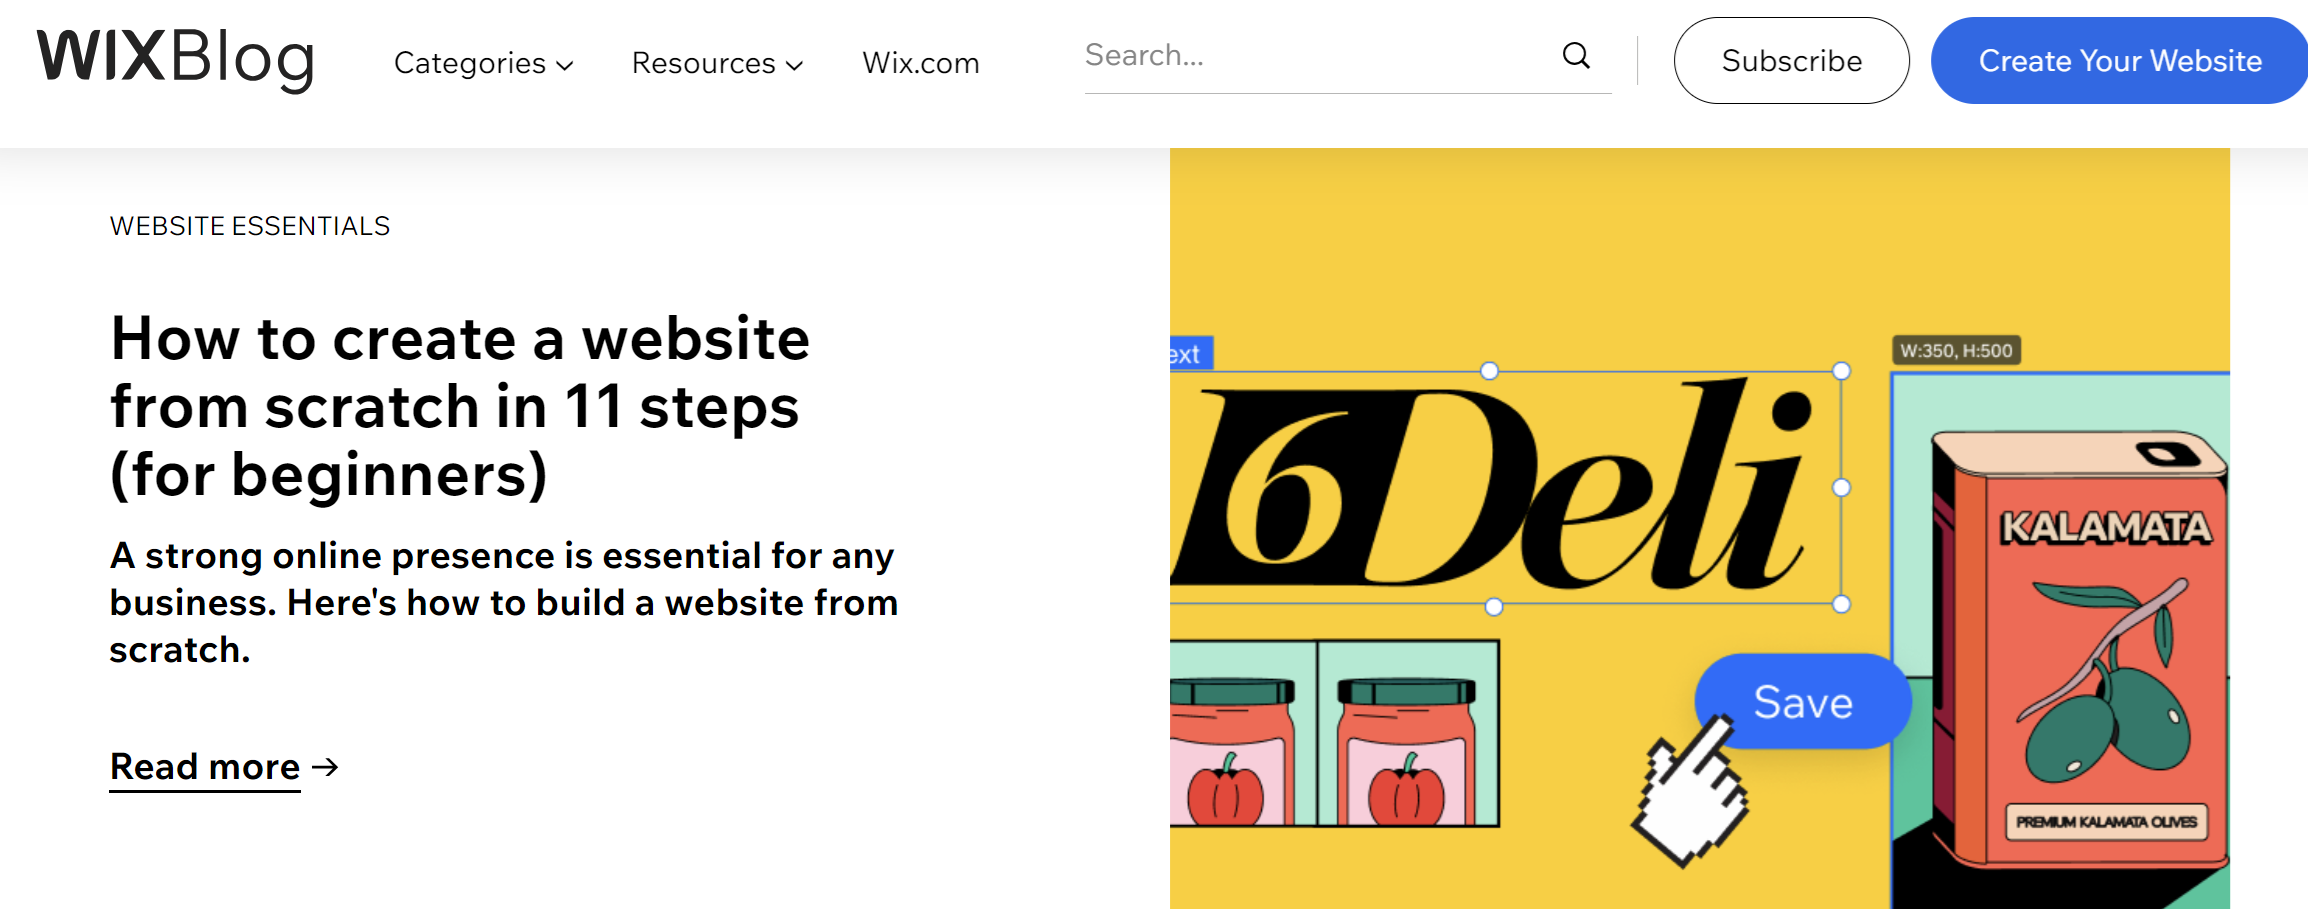 WIXBlog
Categories
Resources
Wix.com
Search...
Subscribe
Create Your Website
WEBSITE ESSENTIALS
How to create a website
from scratch in 11 steps
(for beginners)
A strong online presence is essential for any
business. Here's how to build a website from
scratch.
Read more →
ext
W:350, H:500
6Deli
Save
KALAMATA
PREMIUM KALAMATA OLIVES